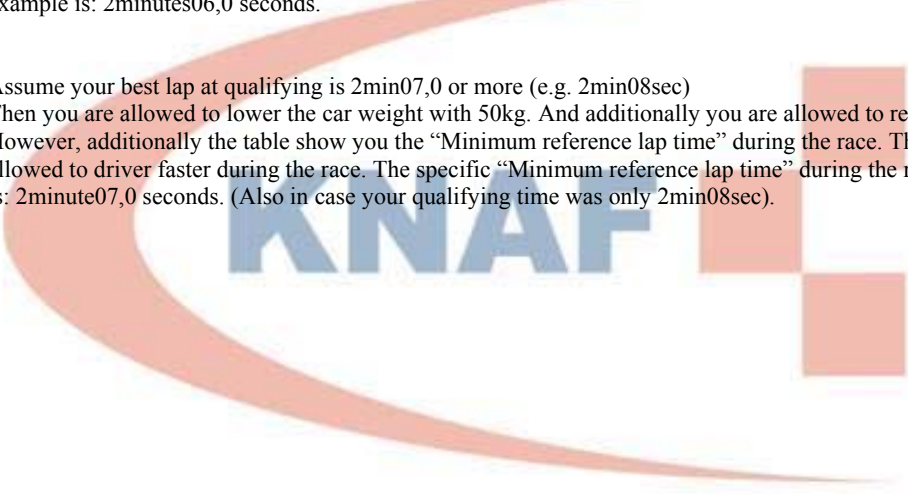 example is: 2minutes06,0 seconds.
Assume your best lap at qualifying is 2min07,0 or more (e.g. 2min08sec)
Then you are allowed to lower the car weight with 50kg. And additionally you are allowed to re
However, additionally the table show you the “Minimum reference lap time” during the race. Th
allowed to driver faster during the race. The specific “Minimum reference lap time” during the r
is: 2minute07,0 seconds. (Also in case your qualifying time was only 2min08sec).
KNAF